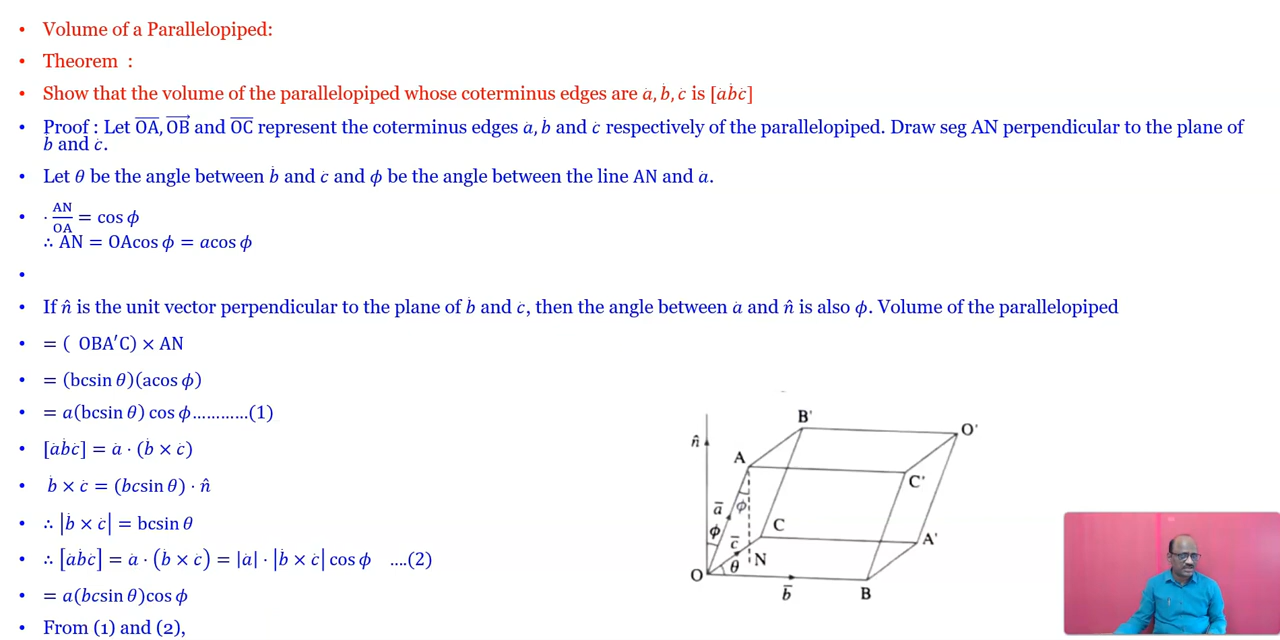 • Volume of a Parallelopiped:
• Theorem :
• Show that the volume of the parallelopiped whose coterminus edges are a, b, c is [abc]
• Proof : Let O̅A̅, OB⃗ and O̅C̅ represent the coterminus edges a, b and c respectively of the parallelopiped. Draw seg AN perpendicular to the plane of
b and c.
• Let θ be the angle between b and c and ϕ be the angle between the line AN and a.
• · AN/OA = cos ϕ
∴ AN = OAcos ϕ = acos ϕ
•
• If n̂ is the unit vector perpendicular to the plane of b and c, then the angle between a and n̂ is also ϕ. Volume of the parallelopiped
• = ( OBA′C) × AN
• = (bcsin θ)(acos ϕ)
• = a(bcsin θ) cos ϕ............(1)
• [abc] = a · (b × c)
• b × c = (bcsin θ) · n̂
• ∴ |b × c| = bcsin θ
• ∴ [abc] = a · (b × c) = |a| · |b × c| cos ϕ ....(2)
• = a(bcsin θ)cos ϕ
• From (1) and (2),
B'
O'
n̂
A
C'
a̅
ϕ
ϕ
C
c̅
A'
N
θ
O
b̅
B